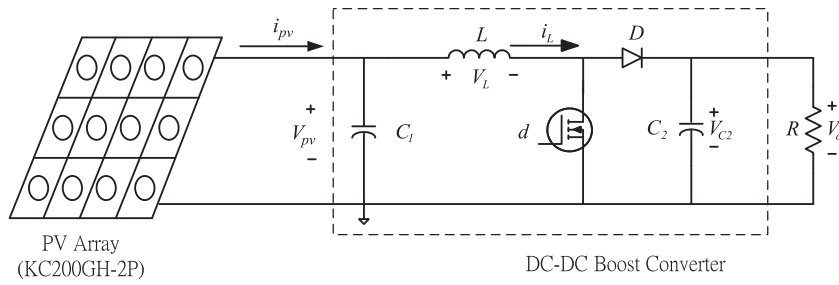 i_pv
L
i_L
D
+ V_L −
+
V_pv
−
C_1
d
C_2
+
V_C2
−
R
+
V_o
−
PV Array
(KC200GH-2P)
DC-DC Boost Converter